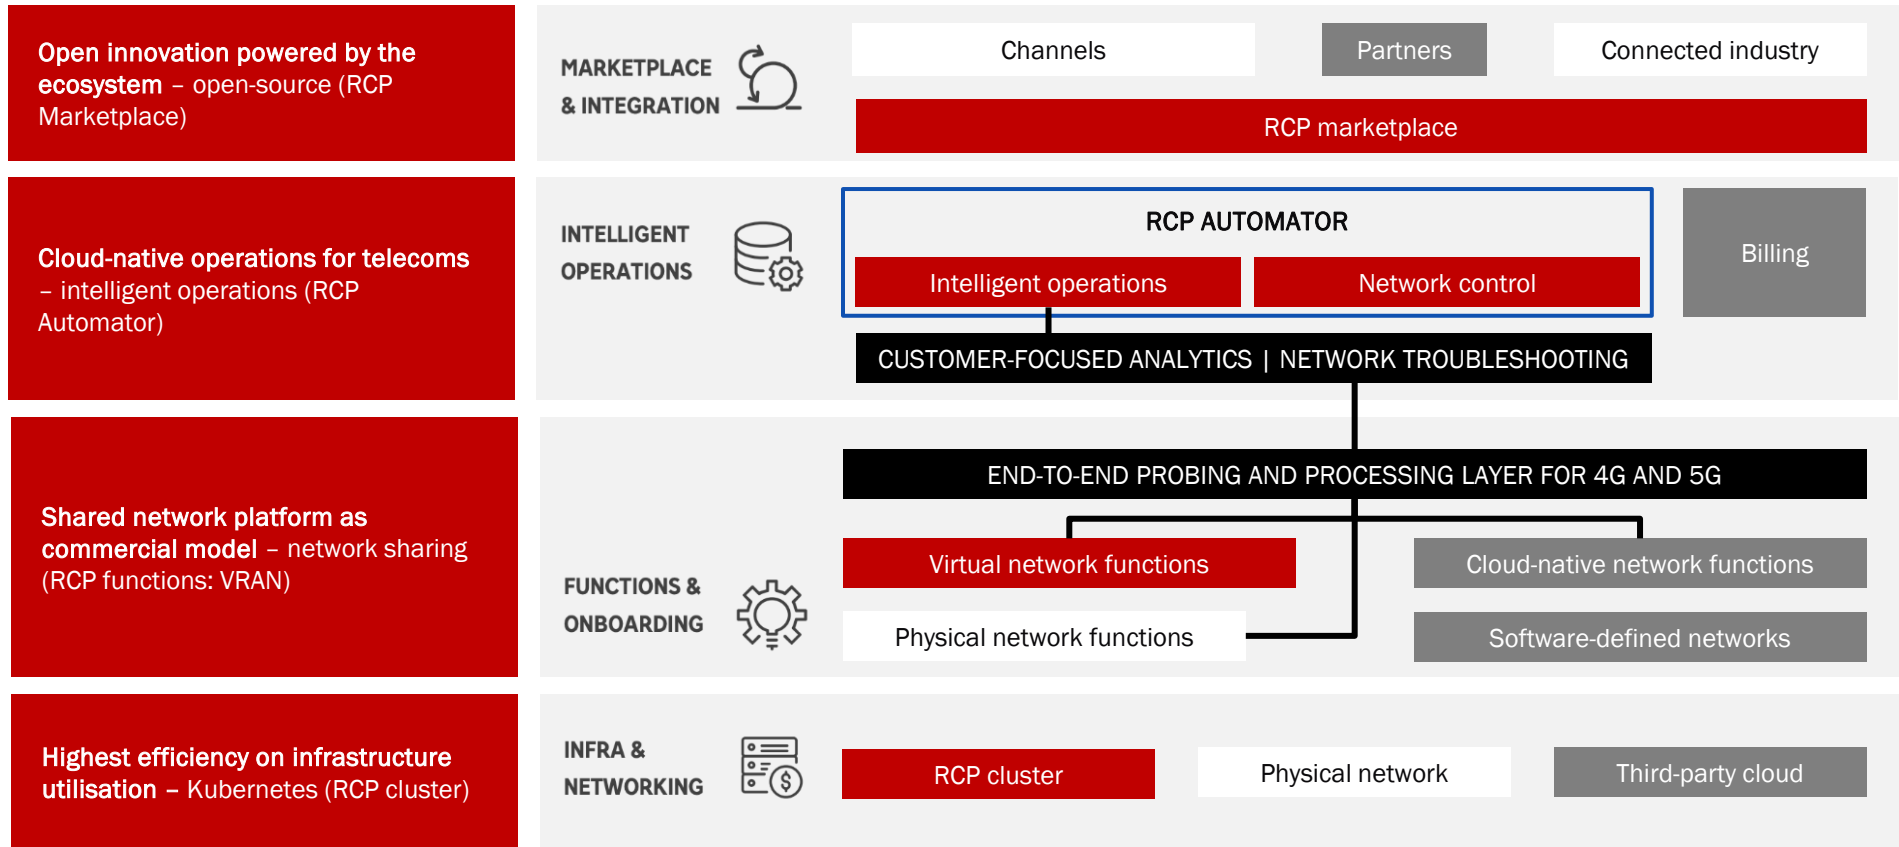 Open innovation powered by the
ecosystem – open-source (RCP
Marketplace)
MARKETPLACE
& INTEGRATION
Channels
Partners
Connected industry
RCP marketplace
Cloud-native operations for telecoms
– intelligent operations (RCP
Automator)
INTELLIGENT
OPERATIONS
RCP AUTOMATOR
Intelligent operations
Network control
Billing
CUSTOMER-FOCUSED ANALYTICS | NETWORK TROUBLESHOOTING
Shared network platform as
commercial model – network sharing
(RCP functions: VRAN)
FUNCTIONS &
ONBOARDING
END-TO-END PROBING AND PROCESSING LAYER FOR 4G AND 5G
Virtual network functions
Cloud-native network functions
Physical network functions
Software-defined networks
Highest efficiency on infrastructure
utilisation – Kubernetes (RCP cluster)
INFRA &
NETWORKING
$
RCP cluster
Physical network
Third-party cloud